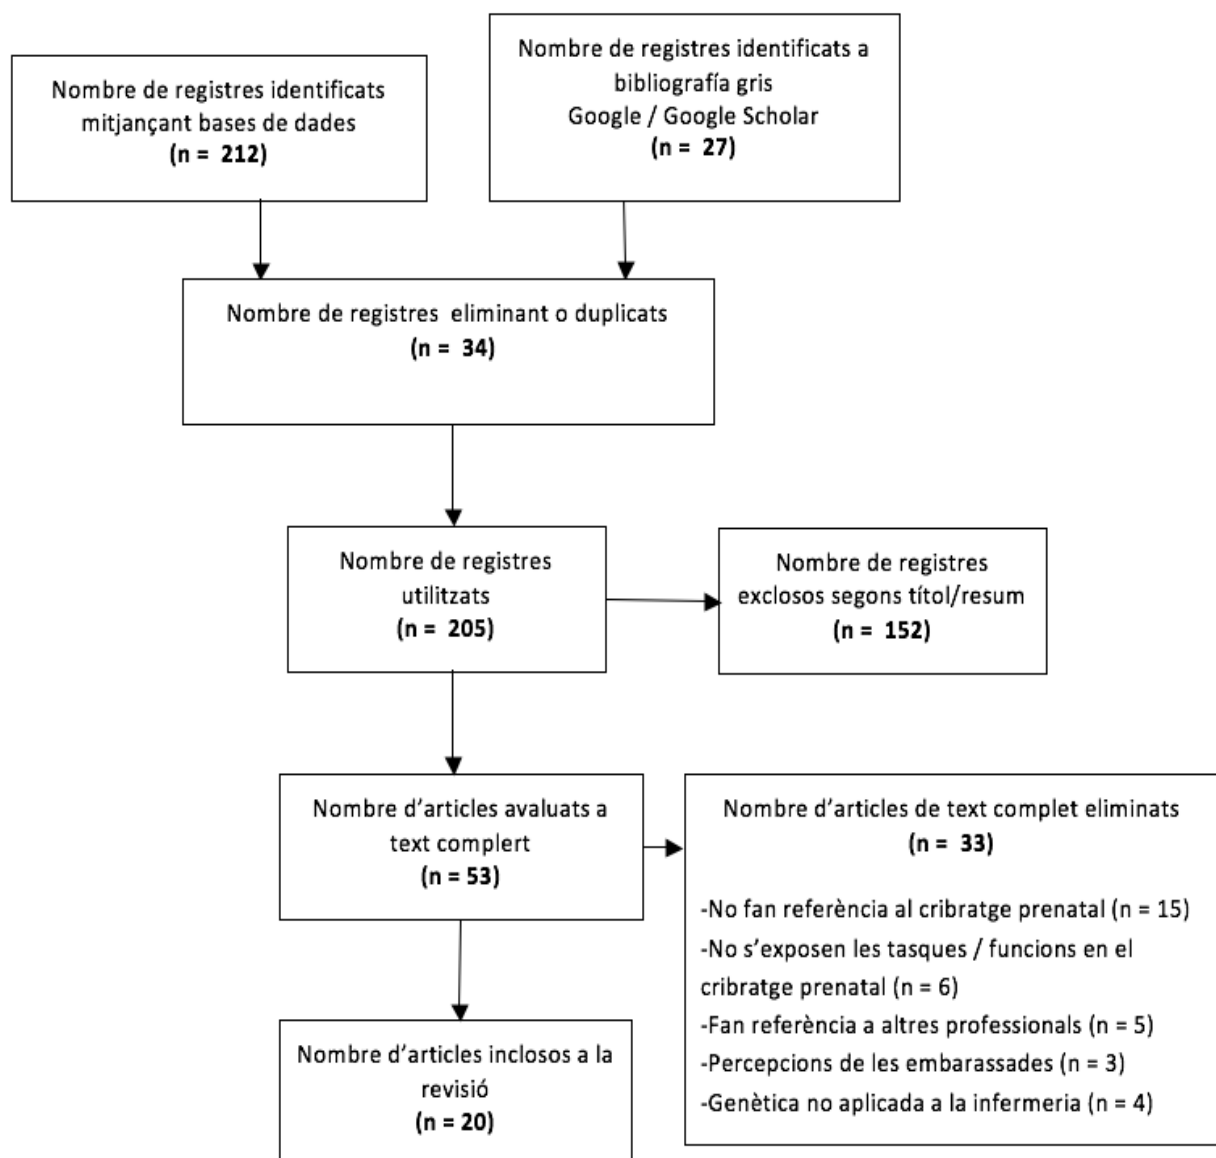 Nombre de registres identificats
mitjançant bases de dades
(n = 212)
Nombre de registres identificats a
bibliografía gris
Google / Google Scholar
(n = 27)
Nombre de registres eliminant o duplicats
(n = 34)
Nombre de registres
utilitzats
(n = 205)
Nombre de registres
exclosos segons títol/resum
(n = 152)
Nombre d’articles avaluats a
text complert
(n = 53)
Nombre d’articles de text complet eliminats
(n = 33)
-No fan referència al cribratge prenatal (n = 15)
-No s’exposen les tasques / funcions en el
cribratge prenatal (n = 6)
-Fan referència a altres professionals (n = 5)
-Percepcions de les embarassades (n = 3)
-Genètica no aplicada a la infermeria (n = 4)
Nombre d’articles inclosos a la
revisió
(n = 20)